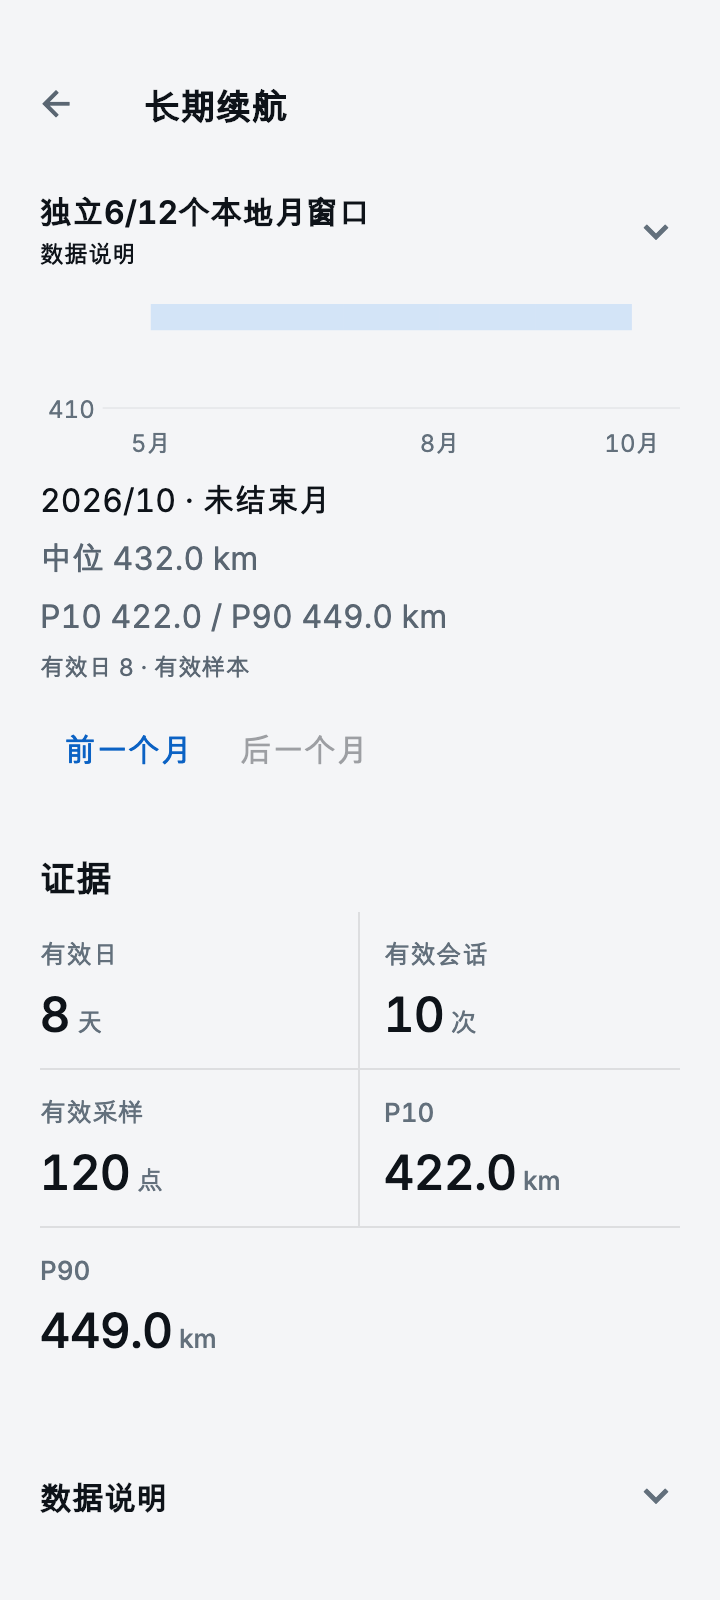 长期续航
独立6/12个本地月窗口
数据说明
410
5月 8月 10月
2026/10 · 未结束月
中位 432.0 km
P10 422.0 / P90 449.0 km
有效日 8 · 有效样本
前一个月 后一个月
证据
有效日 有效会话
8 天 10 次
有效采样 P10
120 点 422.0 km
P90
449.0 km
数据说明